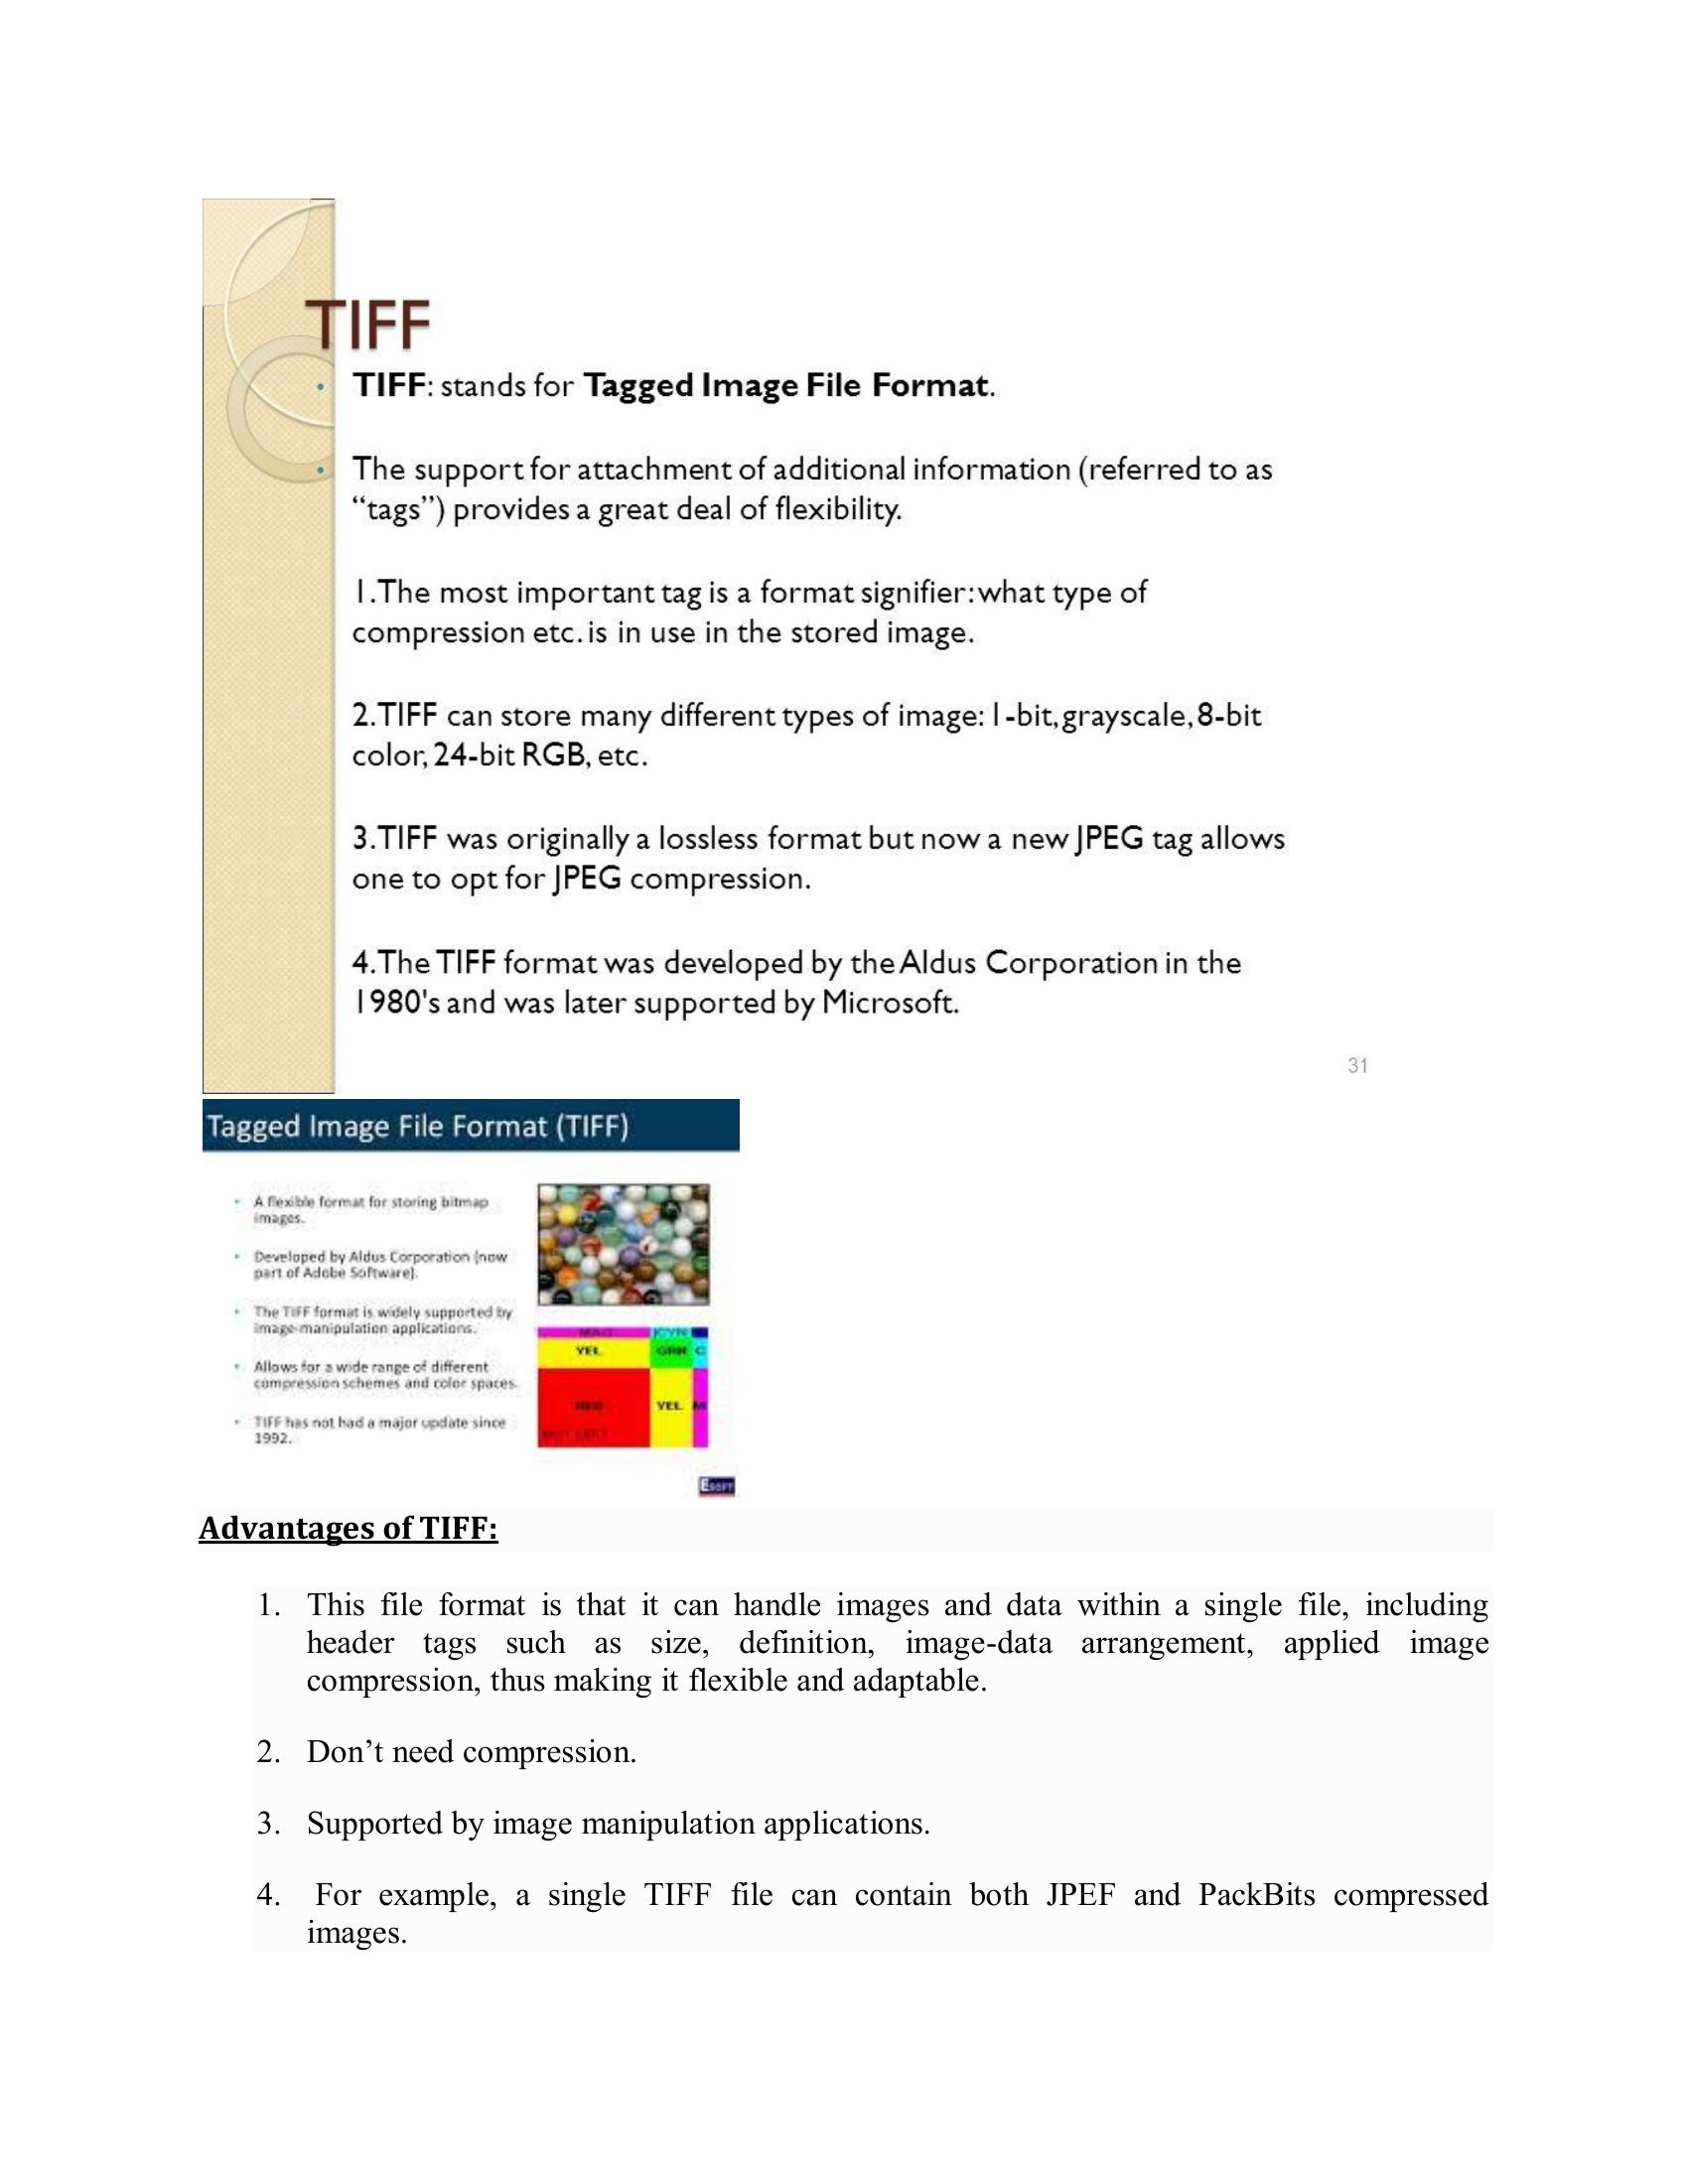 TIFF
• TIFF: stands for Tagged Image File Format.
• The support for attachment of additional information (referred to as
“tags”) provides a great deal of flexibility.
1.The most important tag is a format signifier: what type of
compression etc. is in use in the stored image.
2.TIFF can store many different types of image: 1-bit, grayscale, 8-bit
color, 24-bit RGB, etc.
3.TIFF was originally a lossless format but now a new JPEG tag allows
one to opt for JPEG compression.
4.The TIFF format was developed by the Aldus Corporation in the
1980's and was later supported by Microsoft.
31
Tagged Image File Format (TIFF)
• A flexible format for storing bitmap
images.
• Developed by Aldus Corporation (now
part of Adobe Software).
• The TIFF format is widely supported by
image-manipulation applications.
• Allows for a wide range of different
compression schemes and color spaces.
• TIFF has not had a major update since
1992.
MAG CYN
YEL GRN C
RED YEL M
ESOFT
Advantages of TIFF:
1. This file format is that it can handle images and data within a single file, including
header tags such as size, definition, image-data arrangement, applied image
compression, thus making it flexible and adaptable.
2. Don’t need compression.
3. Supported by image manipulation applications.
4. For example, a single TIFF file can contain both JPEF and PackBits compressed
images.